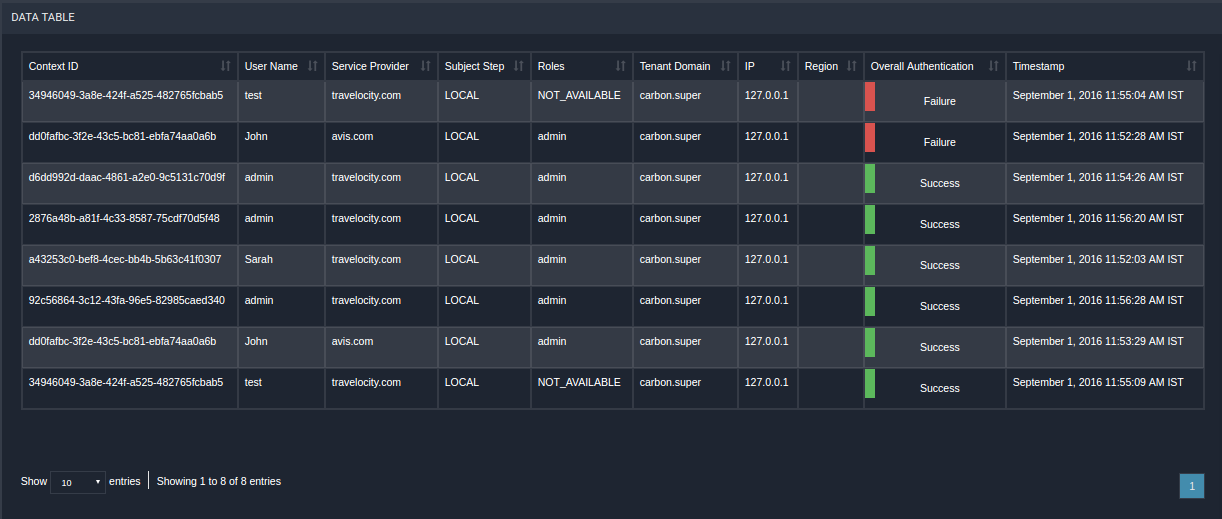 DATA TABLE
Context ID User Name Service Provider Subject Step Roles Tenant Domain IP Region Overall Authentication Timestamp
34946049-3a8e-424f-a525-482765fcbab5 test travelocity.com LOCAL NOT_AVAILABLE carbon.super 127.0.0.1 Failure September 1, 2016 11:55:04 AM IST
dd0fafbc-3f2e-43c5-bc81-ebfa74aa0a6b John avis.com LOCAL admin carbon.super 127.0.0.1 Failure September 1, 2016 11:52:28 AM IST
d6dd992d-daac-4861-a2e0-9c5131c70d9f admin travelocity.com LOCAL admin carbon.super 127.0.0.1 Success September 1, 2016 11:54:26 AM IST
2876a48b-a81f-4c33-8587-75cdf70d5f48 admin travelocity.com LOCAL admin carbon.super 127.0.0.1 Success September 1, 2016 11:56:20 AM IST
a43253c0-bef8-4cec-bb4b-5b63c41f0307 Sarah travelocity.com LOCAL admin carbon.super 127.0.0.1 Success September 1, 2016 11:52:03 AM IST
92c56864-3c12-43fa-96e5-82985caed340 admin travelocity.com LOCAL admin carbon.super 127.0.0.1 Success September 1, 2016 11:56:28 AM IST
dd0fafbc-3f2e-43c5-bc81-ebfa74aa0a6b John avis.com LOCAL admin carbon.super 127.0.0.1 Success September 1, 2016 11:53:29 AM IST
34946049-3a8e-424f-a525-482765fcbab5 test travelocity.com LOCAL NOT_AVAILABLE carbon.super 127.0.0.1 Success September 1, 2016 11:55:09 AM IST
Show 10 entries Showing 1 to 8 of 8 entries 1